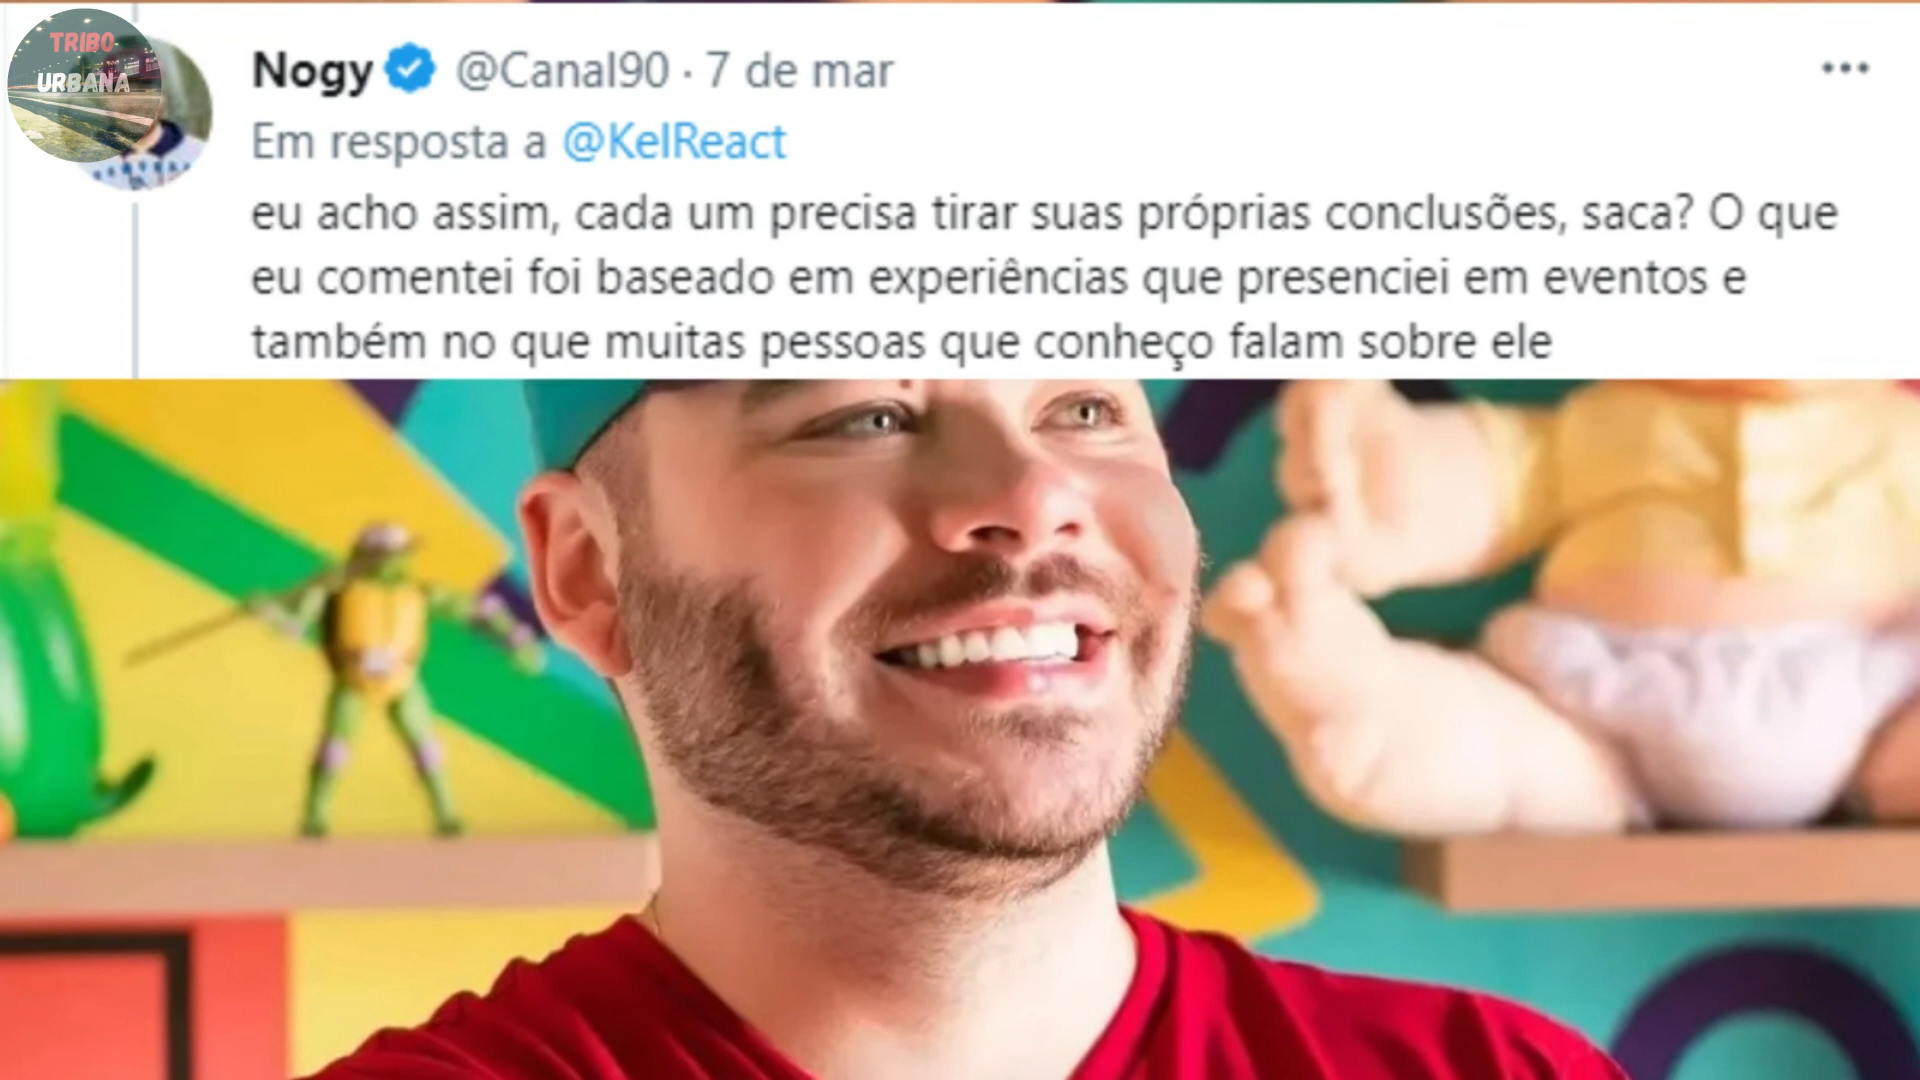 TRIBO
URBANA
Nogy @Canal90 · 7 de mar
Em resposta a @KelReact
eu acho assim, cada um precisa tirar suas próprias conclusões, saca? O que
eu comentei foi baseado em experiências que presenciei em eventos e
também no que muitas pessoas que conheço falam sobre ele